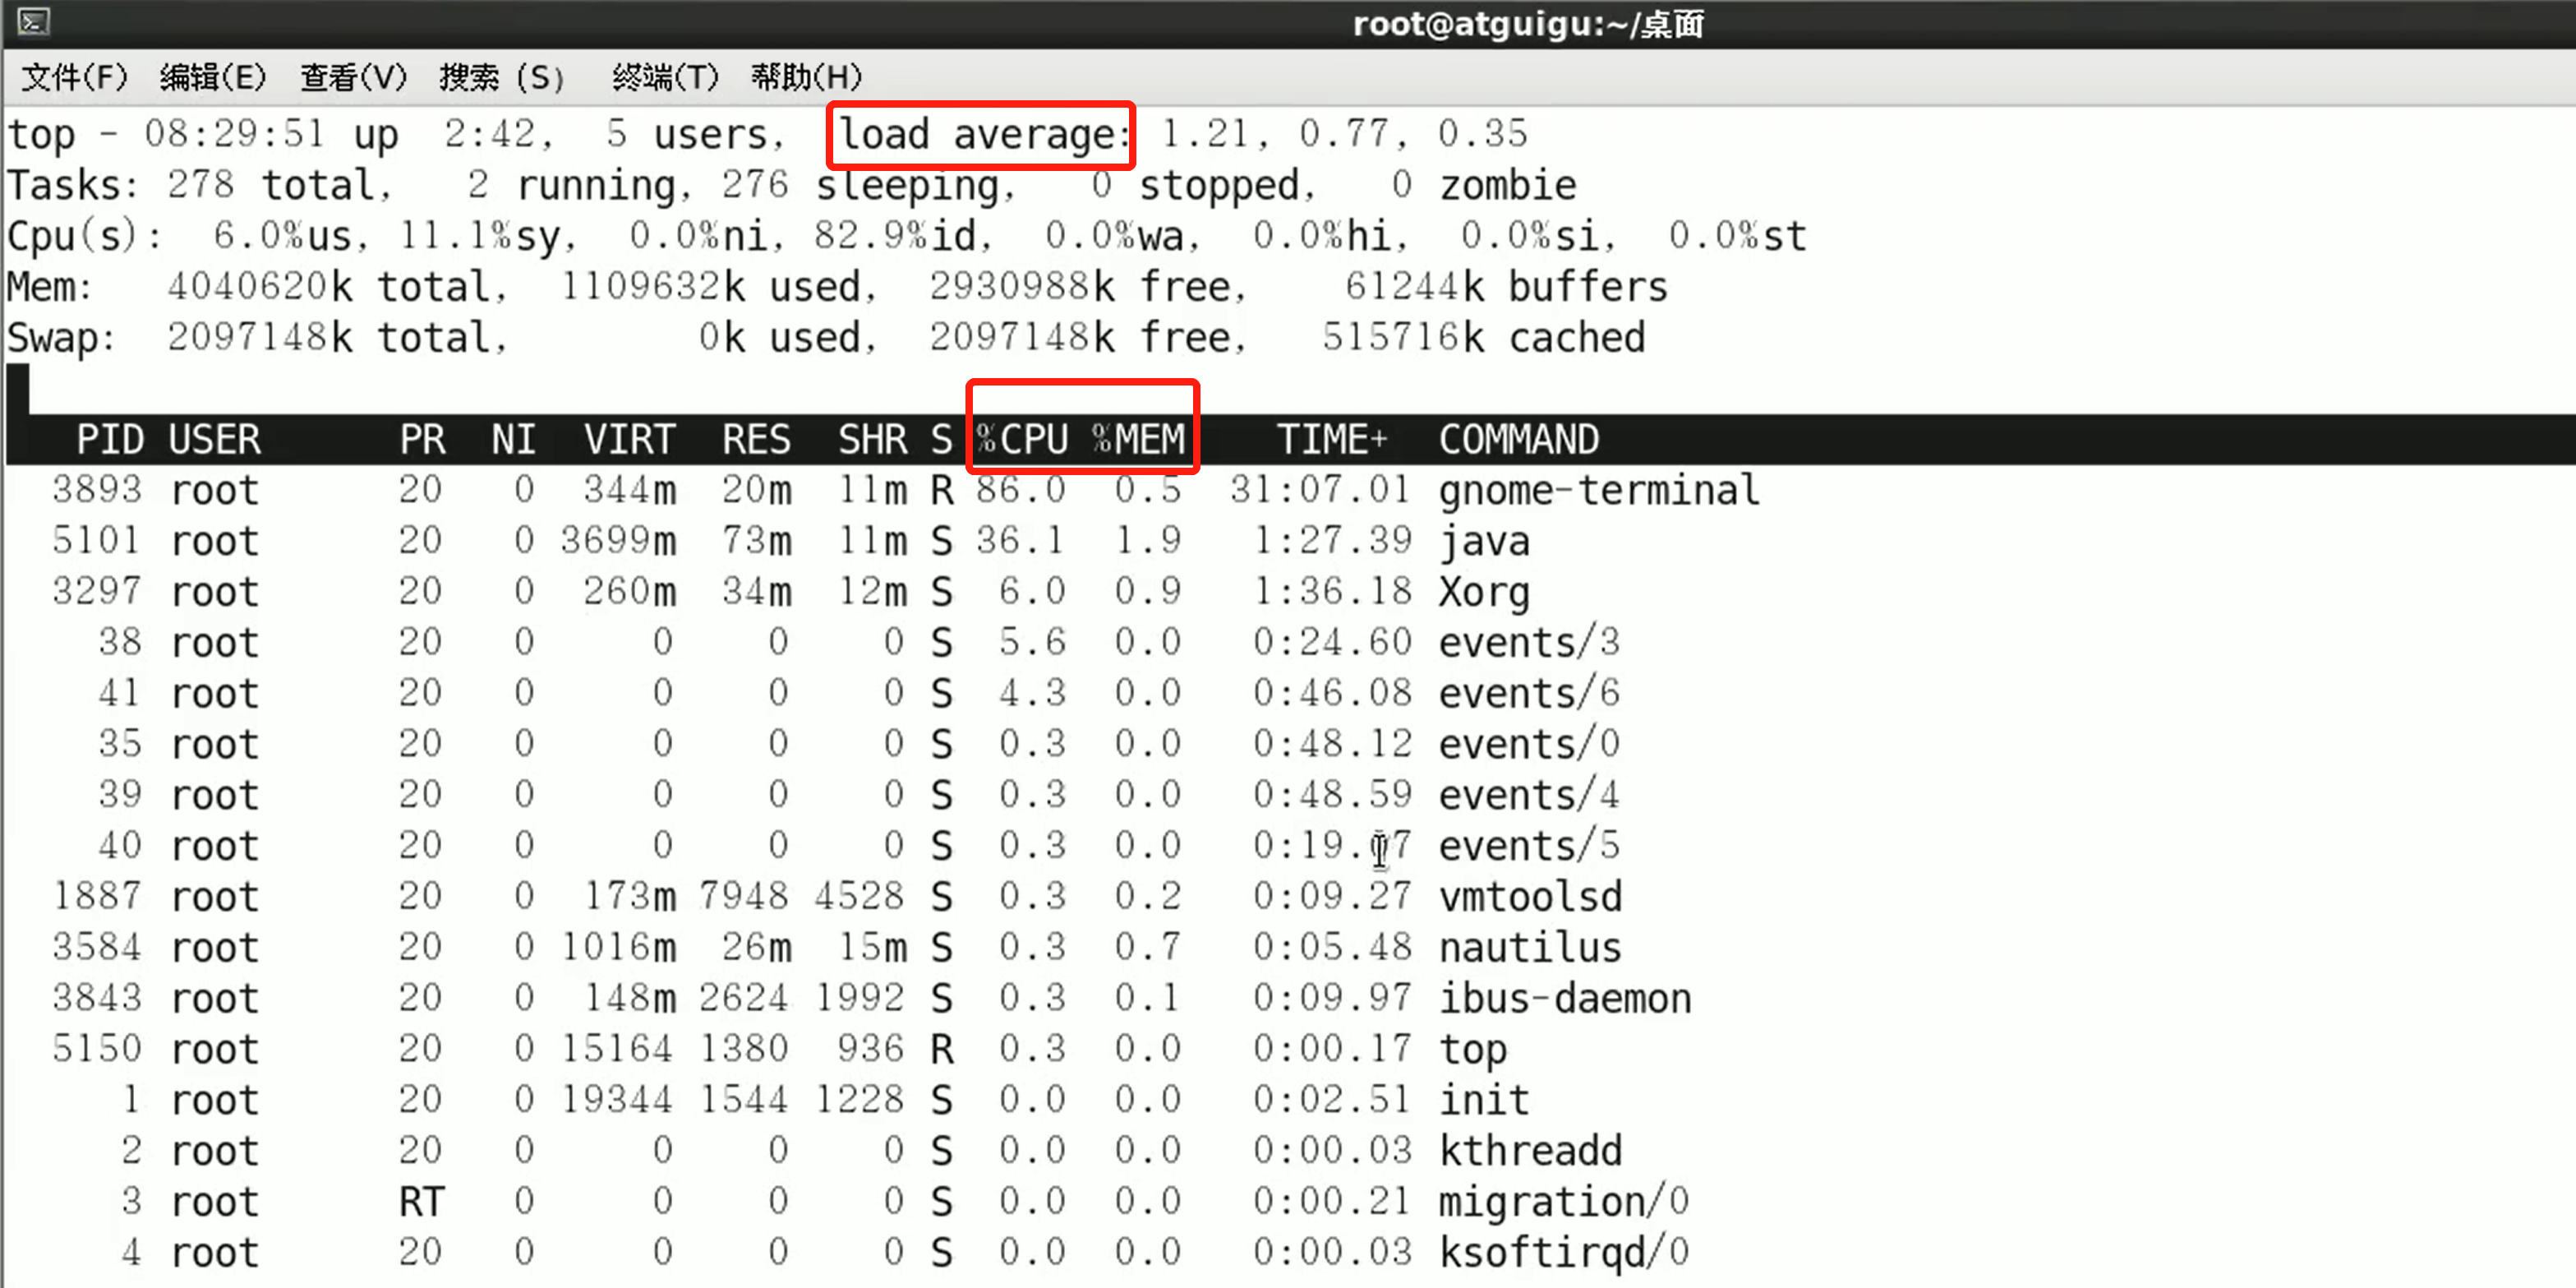 root@atguigu:~/桌面
文件(F) 编辑(E) 查看(V) 搜索 (S) 终端(T) 帮助(H)
top - 08:29:51 up 2:42, 5 users, load average: 1.21, 0.77, 0.35
Tasks: 278 total, 2 running, 276 sleeping, 0 stopped, 0 zombie
Cpu(s): 6.0%us, 11.1%sy, 0.0%ni, 82.9%id, 0.0%wa, 0.0%hi, 0.0%si, 0.0%st
Mem: 4040620k total, 1109632k used, 2930988k free, 61244k buffers
Swap: 2097148k total, 0k used, 2097148k free, 515716k cached
PID USER PR NI VIRT RES SHR S %CPU %MEM TIME+ COMMAND
3893 root 20 0 344m 20m 11m R 86.0 0.5 31:07.01 gnome-terminal
5101 root 20 0 3699m 73m 11m S 36.1 1.9 1:27.39 java
3297 root 20 0 260m 34m 12m S 6.0 0.9 1:36.18 Xorg
38 root 20 0 0 0 0 S 5.6 0.0 0:24.60 events/3
41 root 20 0 0 0 0 S 4.3 0.0 0:46.08 events/6
35 root 20 0 0 0 0 S 0.3 0.0 0:48.12 events/0
39 root 20 0 0 0 0 S 0.3 0.0 0:48.59 events/4
40 root 20 0 0 0 0 S 0.3 0.0 events/5
1887 root 20 0 173m 7948 4528 S 0.3 0.2 0:09.27 vmtoolsd
3584 root 20 0 1016m 26m 15m S 0.3 0.7 0:05.48 nautilus
3843 root 20 0 148m 2624 1992 S 0.3 0.1 0:09.97 ibus-daemon
5150 root 20 0 15164 1380 936 R 0.3 0.0 0:00.17 top
1 root 20 0 19344 1544 1228 S 0.0 0.0 0:02.51 init
2 root 20 0 0 0 0 S 0.0 0.0 0:00.03 kthreadd
3 root RT 0 0 0 0 S 0.0 0.0 0:00.21 migration/0
4 root 20 0 0 0 0 S 0.0 0.0 0:00.03 ksoftirqd/0